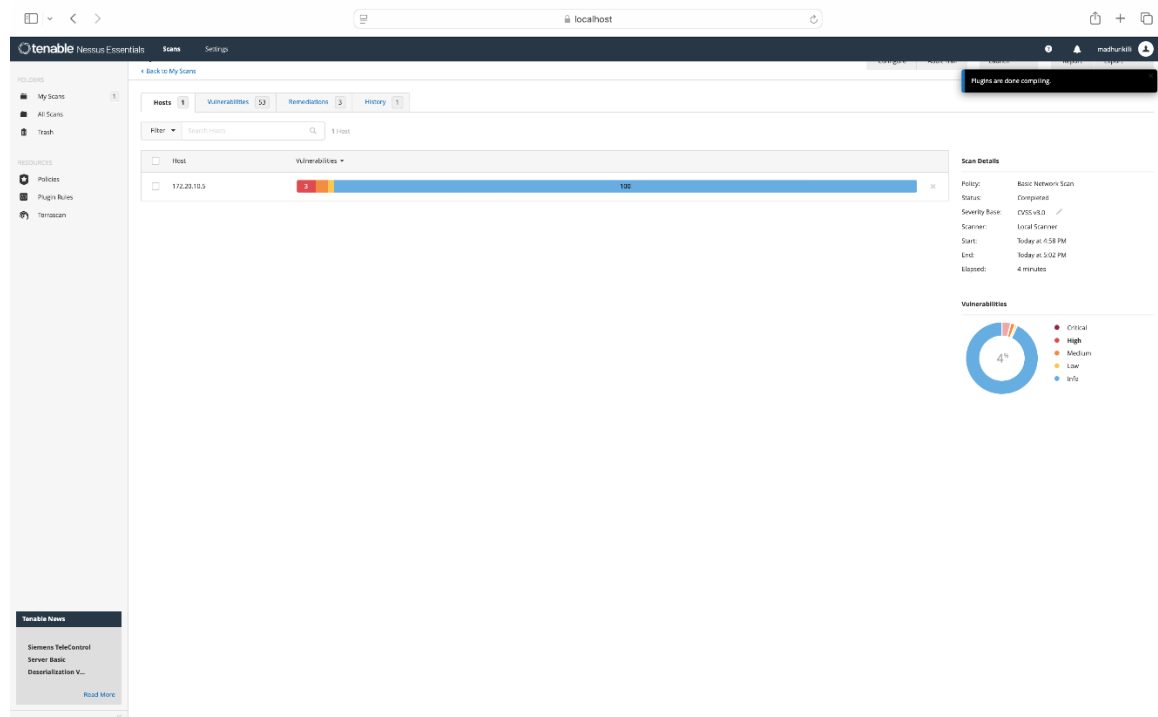 localhost
tenable Nessus Essentials Scans Settings madhurikili
FOLDERS
My Scans 1
All Scans
Trash
RESOURCES
Policies
Plugin Rules
Terrascan
Tenable News
Siemens TeleControl
Server Basic
Deserialization V...
Read More
Back to My Scans
Configure Audit Trail Launch Report Export
Plugins are done compiling.
Hosts 1 Vulnerabilities 53 Remediations 3 History 1
Filter Search Hosts 1 Host
Host Vulnerabilities
172.20.10.5 3 100
Scan Details
Policy: Basic Network Scan
Status: Completed
Severity Base: CVSS v3.0
Scanner: Local Scanner
Start: Today at 4:58 PM
End: Today at 5:02 PM
Elapsed: 4 minutes
Vulnerabilities
4%
Critical
High
Medium
Low
Info